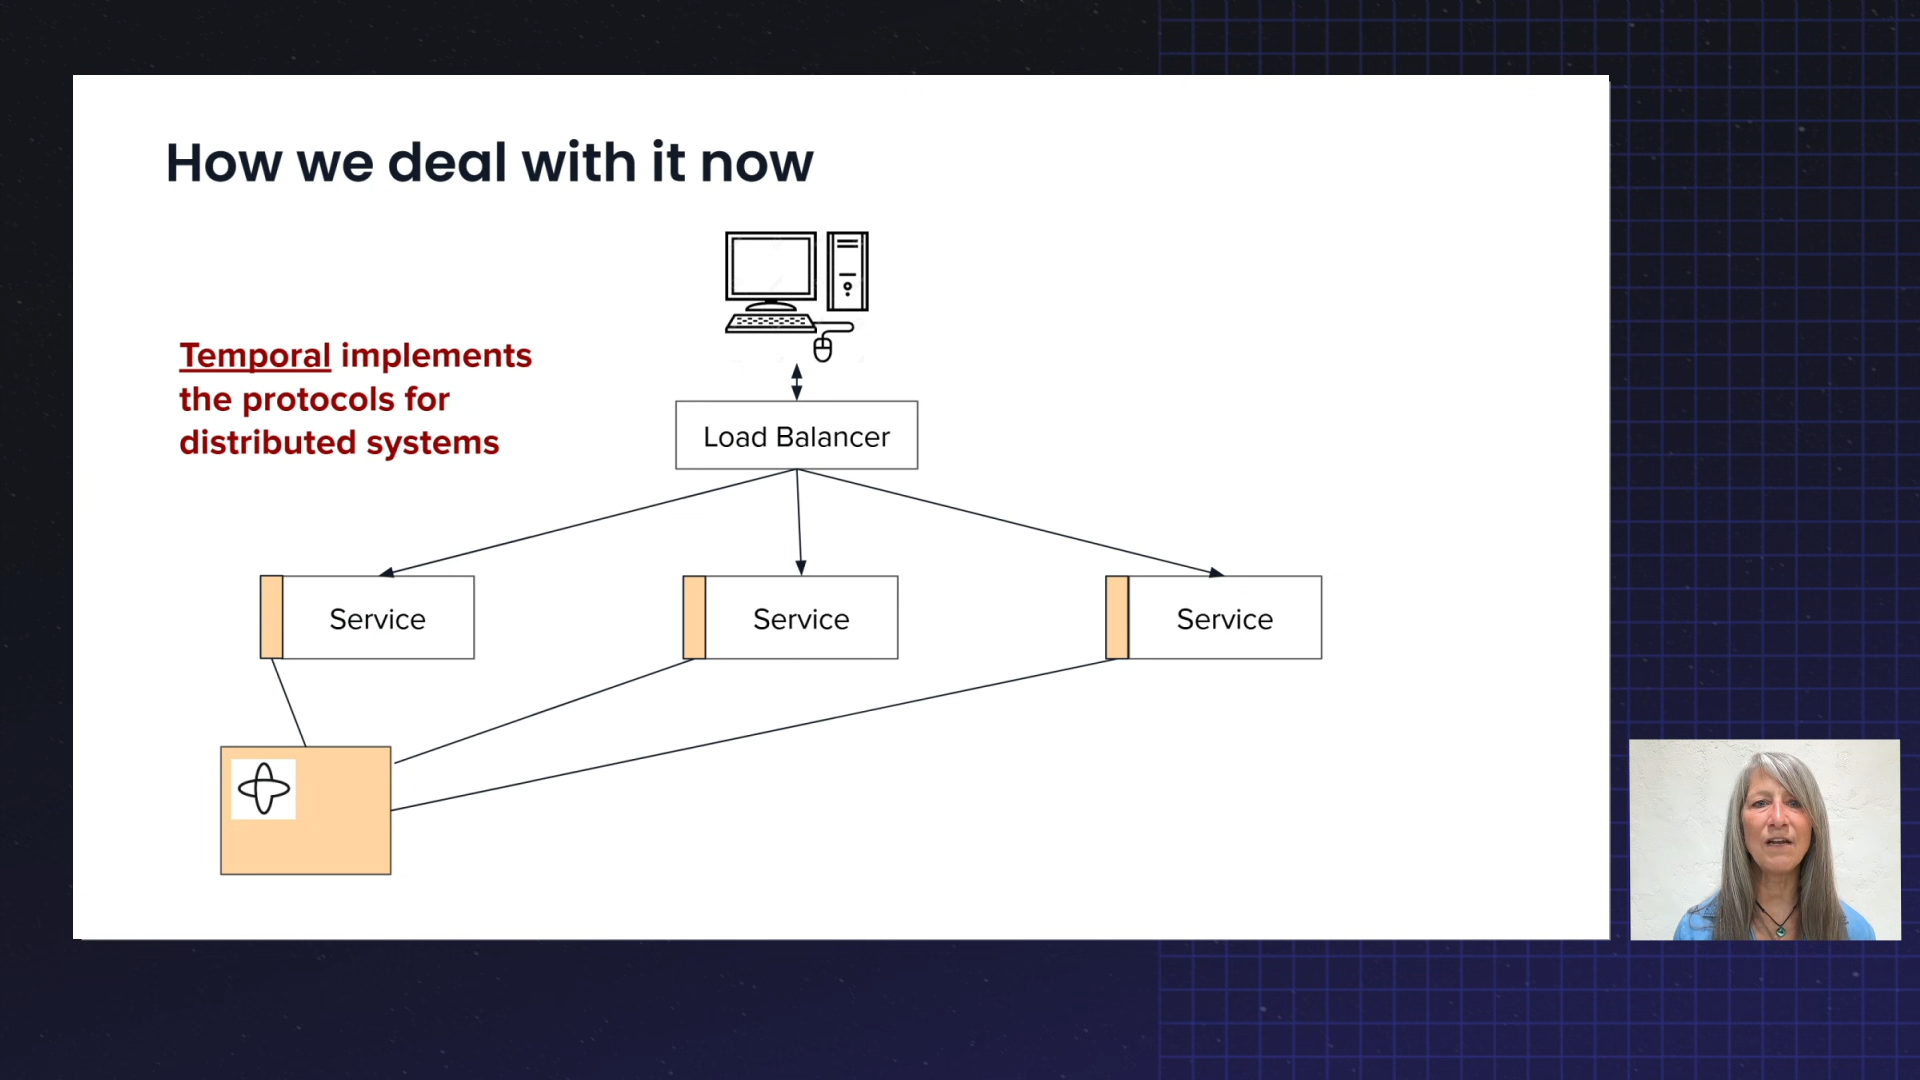 How we deal with it now
Temporal implements
the protocols for
distributed systems
Load Balancer
Service
Service
Service